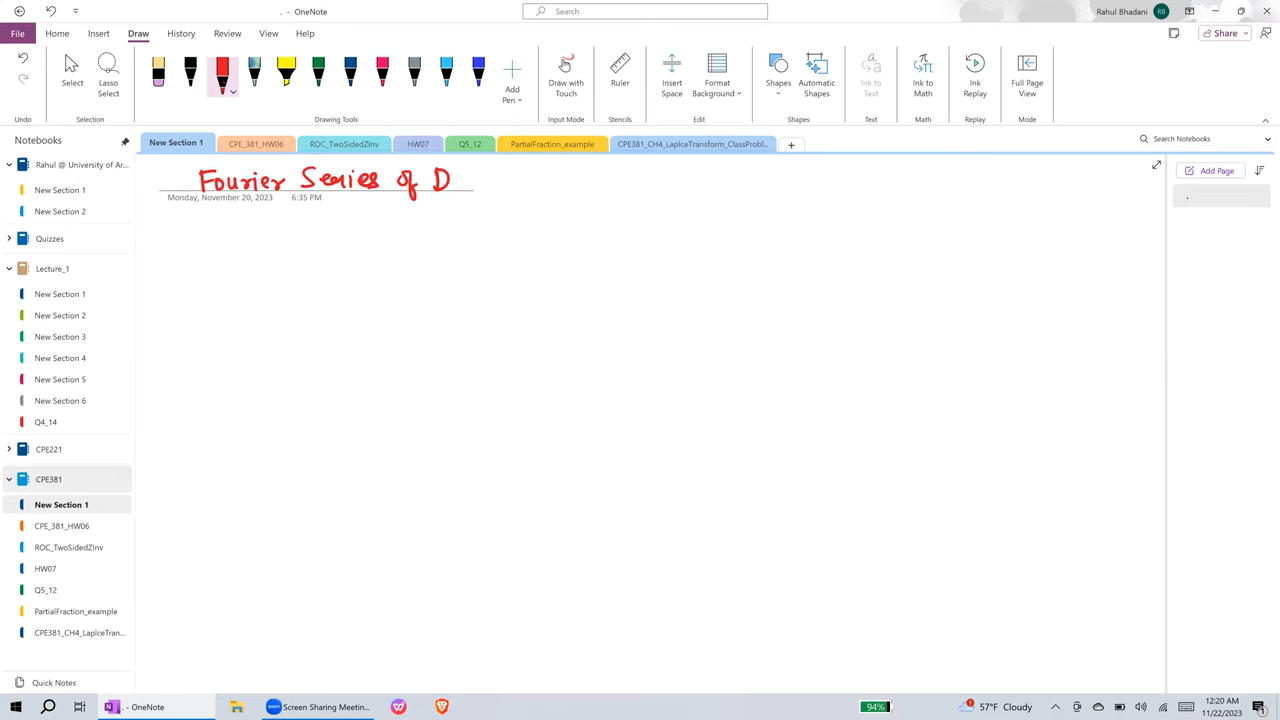 . - OneNote
Search
Rahul Bhadani RB
File Home Insert Draw History Review View Help
Share
Select
Lasso Select
Add Pen
Draw with Touch
Ruler
Insert Space
Format Background
Shapes
Automatic Shapes
Ink to Text
Ink to Math
Ink Replay
Full Page View
Undo Selection Drawing Tools Input Mode Stencils Edit Shapes Text Math Replay Mode
Notebooks
New Section 1 CPE_381_HW06 ROC_TwoSidedZInv HW07 Q5_12 PartialFraction_example CPE381_CH4_LaplceTransform_ClassProbl...
Search Notebooks
Rahul @ University of Ar...
New Section 1
New Section 2
Quizzes
Lecture_1
New Section 1
New Section 2
New Section 3
New Section 4
New Section 5
New Section 6
Q4_14
CPE221
CPE381
New Section 1
CPE_381_HW06
ROC_TwoSidedZInv
HW07
Q5_12
PartialFraction_example
CPE381_CH4_LaplceTran...
Quick Notes
Fourier Series of D
Monday, November 20, 2023 6:35 PM
Add Page
.
. - OneNote
Screen Sharing Meetin...
94%
57°F Cloudy
12:20 AM
11/22/2023
1
1